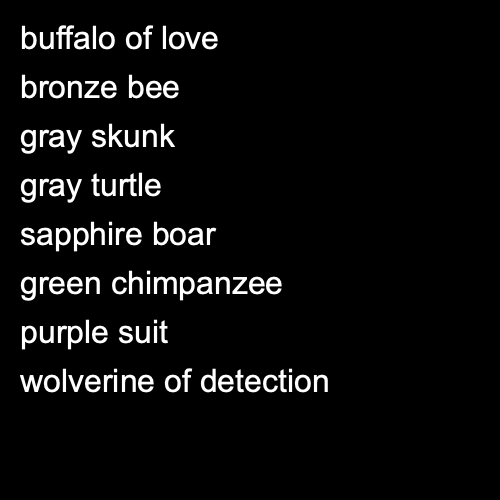 buffalo of love
bronze bee
gray skunk
gray turtle
sapphire boar
green chimpanzee
purple suit
wolverine of detection